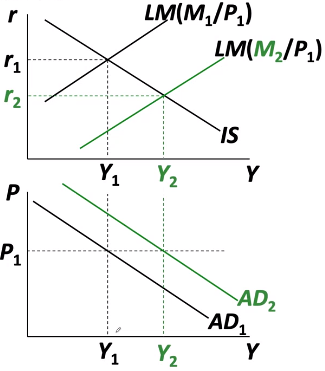 r
LM(M1/P1)
LM(M2/P1)
r1
r2
IS
Y1
Y2
Y
P
P1
AD2
AD1
Y1
Y2
Y